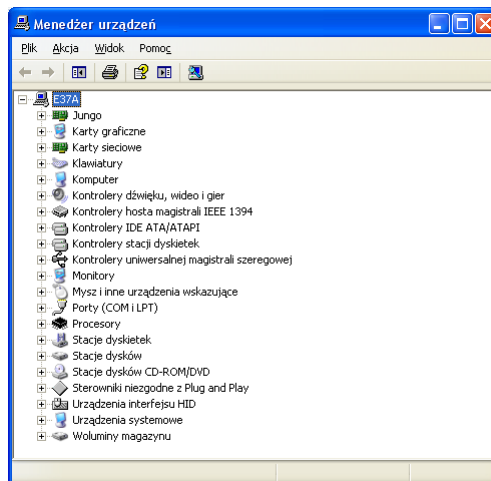 Menedżer urządzeń
Plik Akcja Widok Pomoc
E37A
Jungo
Karty graficzne
Karty sieciowe
Klawiatury
Komputer
Kontrolery dźwięku, wideo i gier
Kontrolery hosta magistrali IEEE 1394
Kontrolery IDE ATA/ATAPI
Kontrolery stacji dyskietek
Kontrolery uniwersalnej magistrali szeregowej
Monitory
Mysz i inne urządzenia wskazujące
Porty (COM i LPT)
Procesory
Stacje dyskietek
Stacje dysków
Stacje dysków CD-ROM/DVD
Sterowniki niezgodne z Plug and Play
Urządzenia interfejsu HID
Urządzenia systemowe
Woluminy magazynu